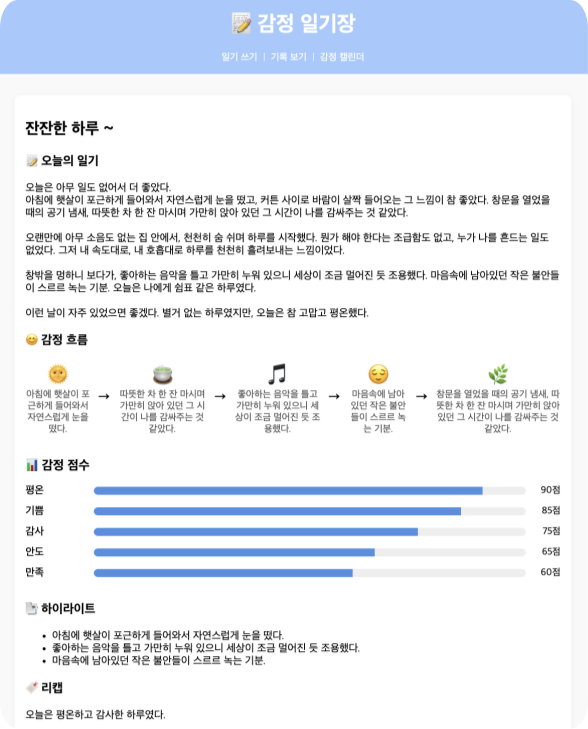 감정 일기장
일기 쓰기 | 기록 보기 | 감정 캘린더
잔잔한 하루 ~
오늘의 일기
오늘은 아무 일도 없어서 더 좋았다.
아침에 햇살이 포근하게 들어와서 자연스럽게 눈을 떴고, 커튼 사이로 바람이 살짝 들어오는 그 느낌이 참 좋았다. 창문을 열었을
때의 공기 냄새, 따뜻한 차 한 잔 마시며 가만히 앉아 있던 그 시간이 나를 감싸주는 것 같았다.
오랜만에 아무 소음도 없는 집 안에서, 천천히 숨 쉬며 하루를 시작했다. 뭔가 해야 한다는 조급함도 없고, 누가 나를 흔드는 일도
없었다. 그저 내 속도대로, 내 호흡대로 하루를 천천히 흘려보내는 느낌이었다.
창밖을 멍하니 보다가, 좋아하는 음악을 틀고 가만히 누워 있으니 세상이 조금 멀어진 듯 조용했다. 마음속에 남아있던 작은 불안들
이 스르르 녹는 기분. 오늘은 나에게 쉼표 같은 하루였다.
이런 날이 자주 있었으면 좋겠다. 별거 없는 하루였지만, 오늘은 참 고맙고 평온했다.
감정 흐름
아침에 햇살이 포
근하게 들어와서
자연스럽게 눈을
떴다.
→
따뜻한 차 한 잔 마시며
가만히 앉아 있던 그 시
간이 나를 감싸주는 것
같았다.
→
좋아하는 음악을 틀고
가만히 누워 있으니 세
상이 조금 멀어진 듯 조
용했다.
→
마음속에 남아
있던 작은 불안
들이 스르르 녹
는 기분.
→
창문을 열었을 때의 공기 냄새, 따
뜻한 차 한 잔 마시며 가만히 앉아
있던 그 시간이 나를 감싸주는 것
같았다.
감정 점수
평온 90점
기쁨 85점
감사 75점
안도 65점
만족 60점
하이라이트
• 아침에 햇살이 포근하게 들어와서 자연스럽게 눈을 떴다.
• 좋아하는 음악을 틀고 가만히 누워 있으니 세상이 조금 멀어진 듯 조용했다.
• 마음속에 남아있던 작은 불안들이 스르르 녹는 기분.
리캡
오늘은 평온하고 감사한 하루였다.